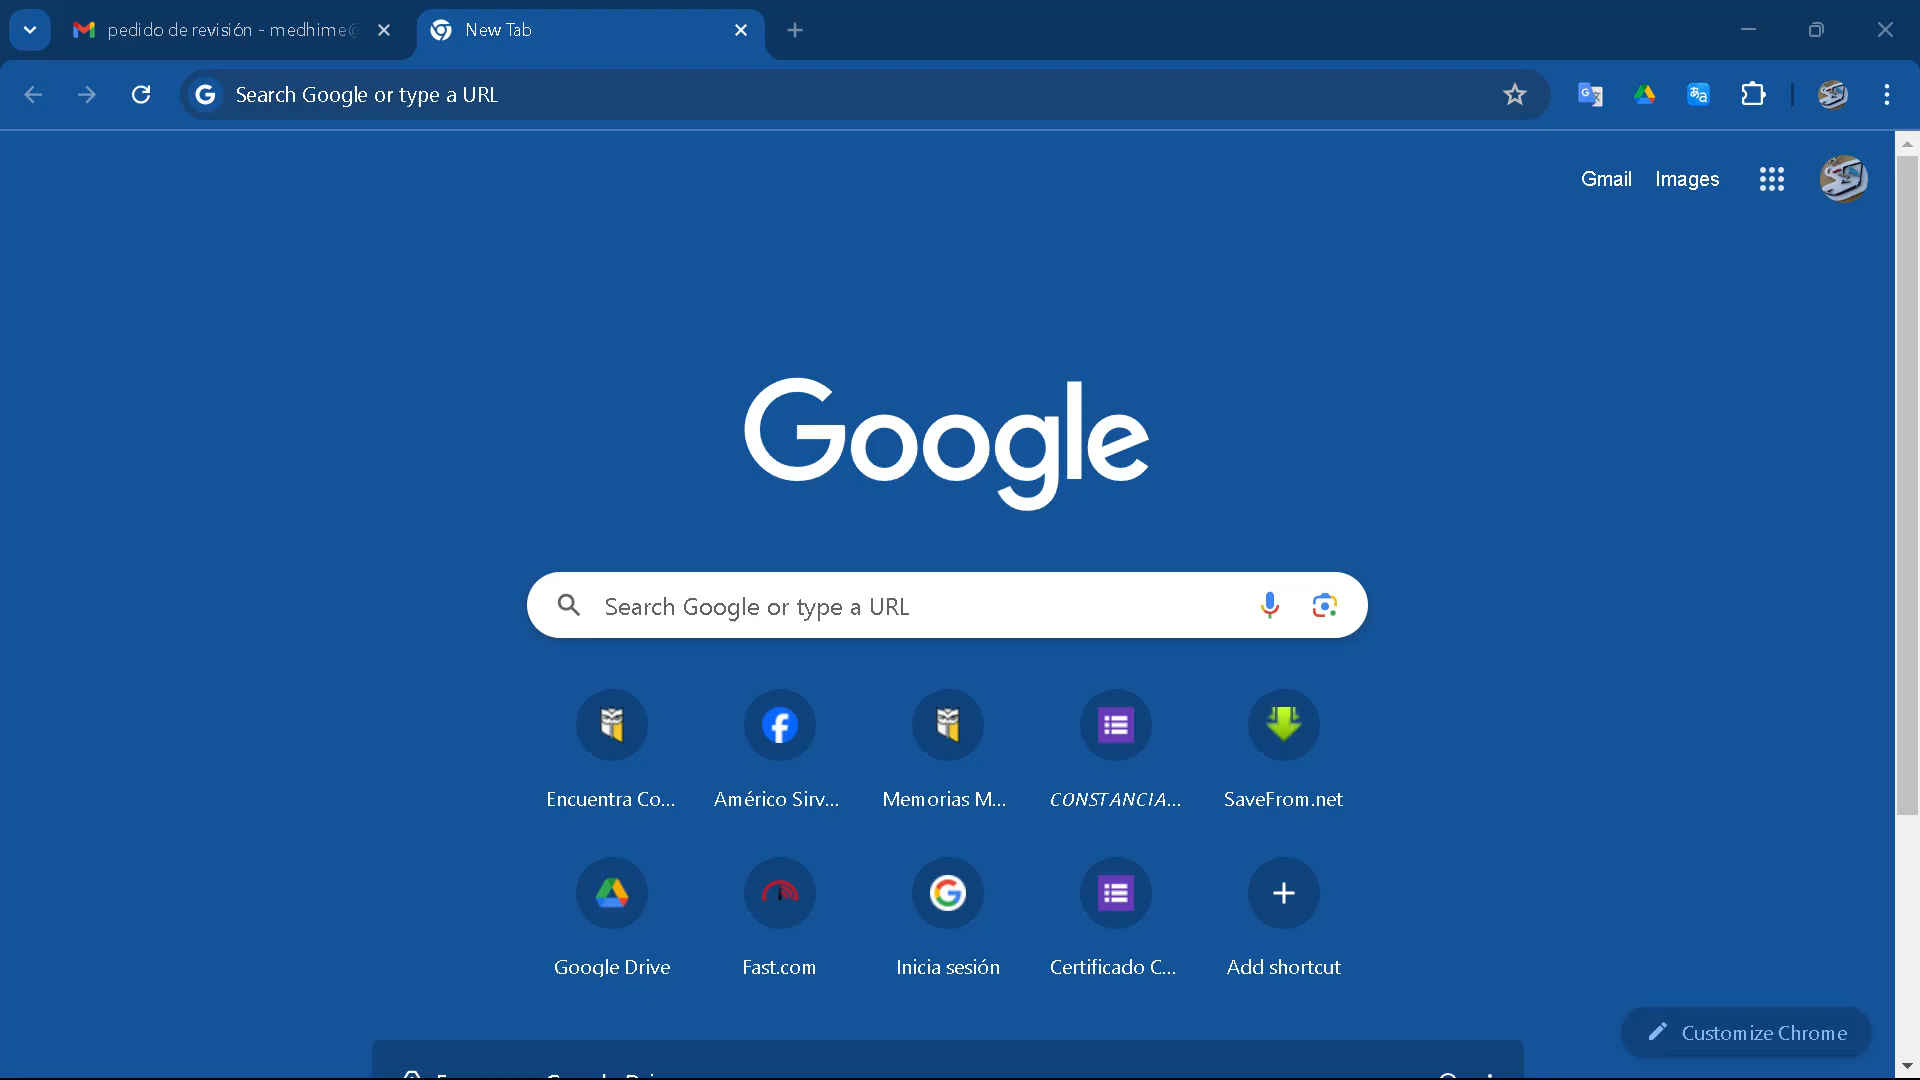 pedido de revisión - medhime@
New Tab
Search Google or type a URL
Gmail Images
Google
Search Google or type a URL
Encuentra Co... Américo Sirv... Memorias M... CONSTANCIA... SaveFrom.net
Google Drive Fast.com Inicia sesión Certificado C... Add shortcut
Customize Chrome